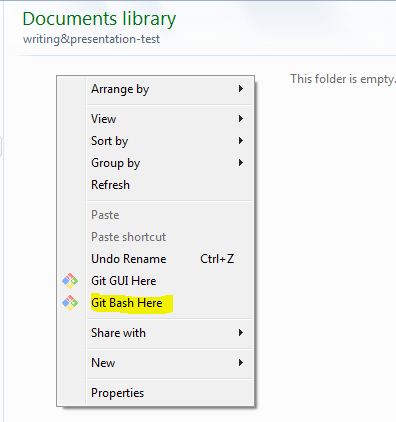 Documents library
writing&presentation-test
This folder is empty.
Arrange by
View
Sort by
Group by
Refresh
Paste
Paste shortcut
Undo Rename Ctrl+Z
Git GUI Here
Git Bash Here
Share with
New
Properties